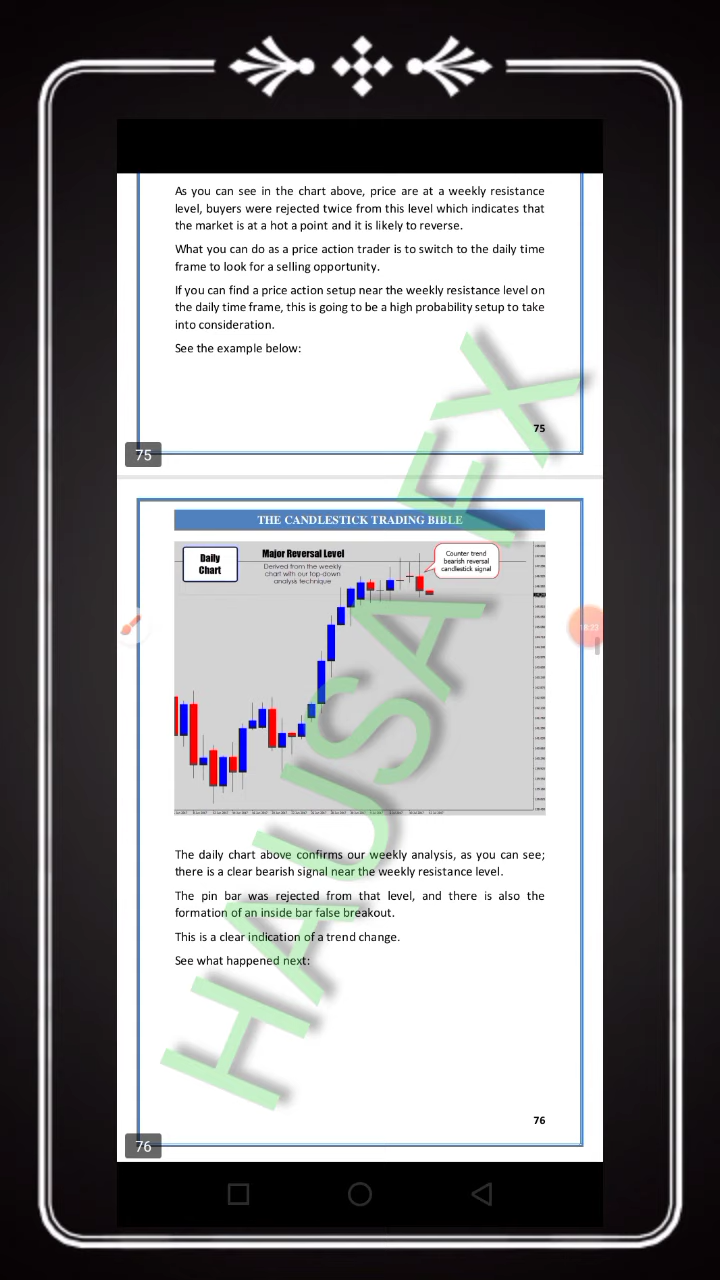 As you can see in the chart above, price are at a weekly resistance
level, buyers were rejected twice from this level which indicates that
the market is at a hot a point and it is likely to reverse.
What you can do as a price action trader is to switch to the daily time
frame to look for a selling opportunity.
If you can find a price action setup near the weekly resistance level on
the daily time frame, this is going to be a high probability setup to take
into consideration.
See the example below:
75
75
THE CANDLESTICK TRADING BIBLE
Daily
Chart
Major Reversal Level
Derived from the weekly
chart with our top-down
analysis technique
Counter trend
bearish reversal
candlestick signal
18:23
HAUSA FX
The daily chart above confirms our weekly analysis, as you can see;
there is a clear bearish signal near the weekly resistance level.
The pin bar was rejected from that level, and there is also the
formation of an inside bar false breakout.
This is a clear indication of a trend change.
See what happened next:
76
76